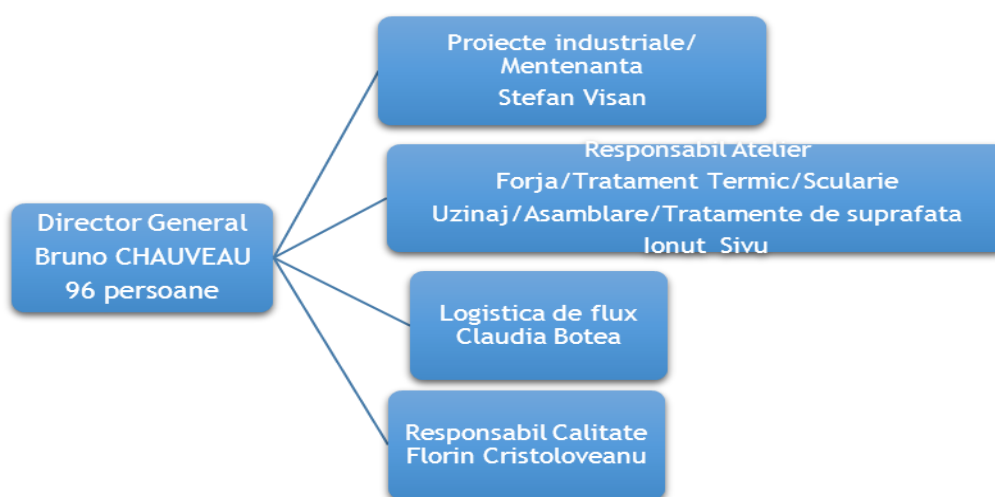 Proiecte industriale/
Mentenanta
Stefan Visan
Responsabil Atelier
Forja/Tratament Termic/Scularie
Uzinaj/Asamblare/Tratamente de suprafata
Ionut Sivu
Director General
Bruno CHAUVEAU
96 persoane
Logistica de flux
Claudia Botea
Responsabil Calitate
Florin Cristoloveanu